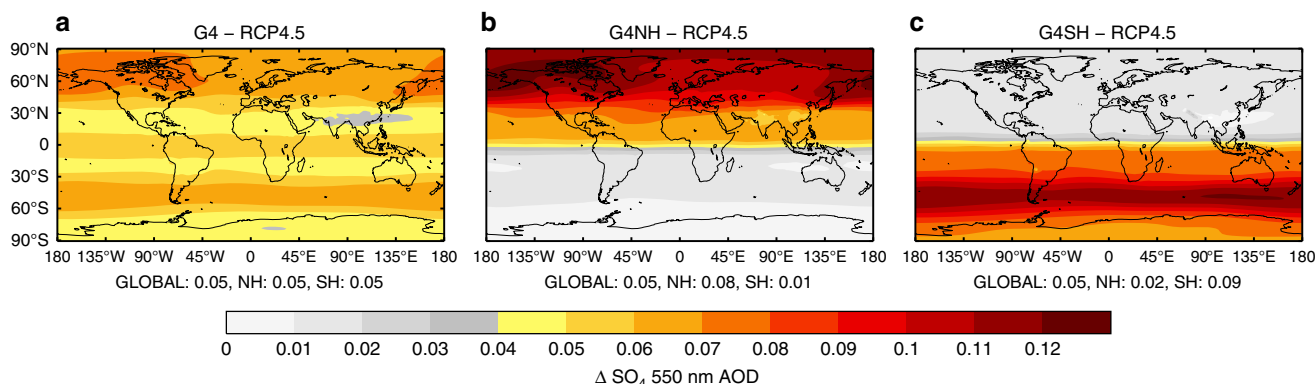 a
G4 – RCP4.5
b
G4NH – RCP4.5
c
G4SH – RCP4.5
90°N
60°N
30°N
0
30°S
60°S
90°S
180 135°W 90°W 45°W 0 45°E 90°E 135°E 180
180 135°W 90°W 45°W 0 45°E 90°E 135°E 180
180 135°W 90°W 45°W 0 45°E 90°E 135°E 180
GLOBAL: 0.05, NH: 0.05, SH: 0.05
GLOBAL: 0.05, NH: 0.08, SH: 0.01
GLOBAL: 0.05, NH: 0.02, SH: 0.09
0 0.01 0.02 0.03 0.04 0.05 0.06 0.07 0.08 0.09 0.1 0.11 0.12
Δ SO₄ 550 nm AOD